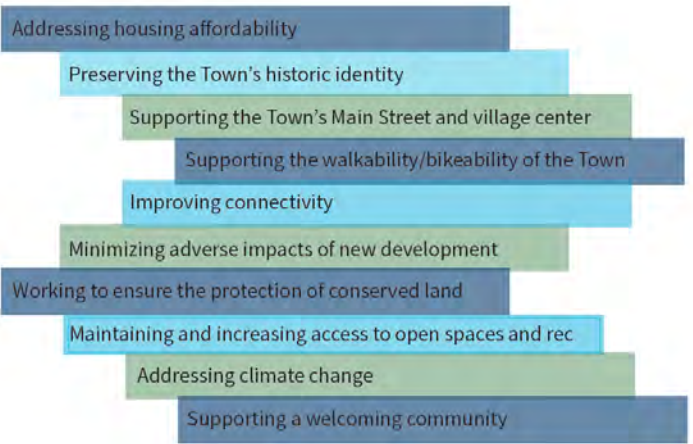 Addressing housing affordability
Preserving the Town's historic identity
Supporting the Town's Main Street and village center
Supporting the walkability/bikeability of the Town
Improving connectivity
Minimizing adverse impacts of new development
Working to ensure the protection of conserved land
Maintaining and increasing access to open spaces and rec
Addressing climate change
Supporting a welcoming community